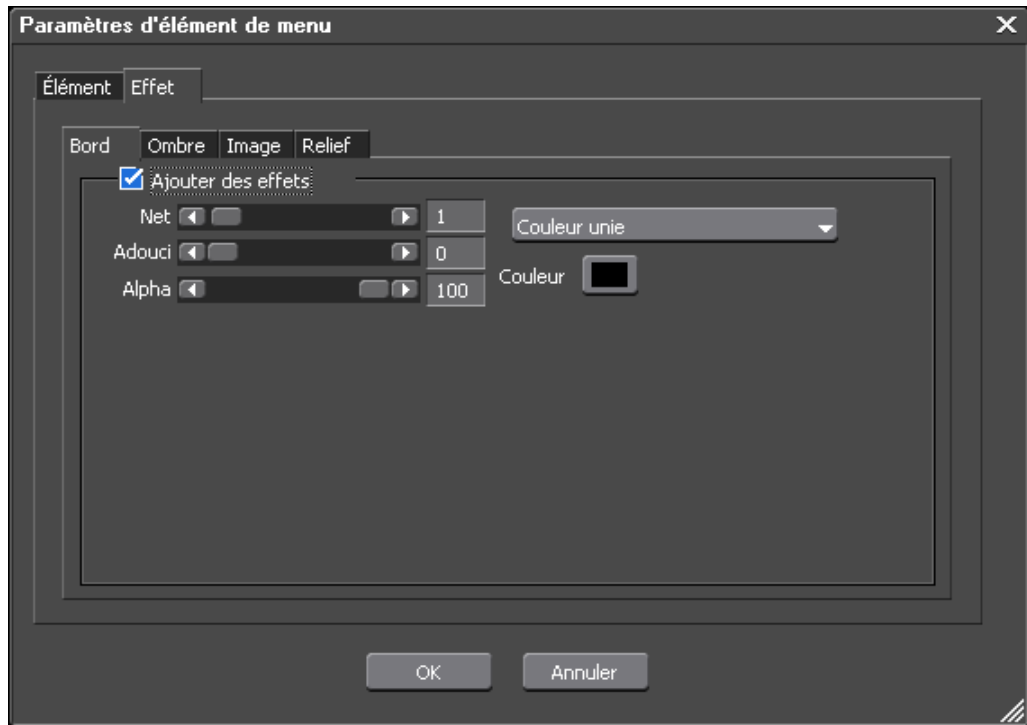 Paramètres d'élément de menu
Élément Effet
Bord Ombre Image Relief
Ajouter des effets
Net 1 Couleur unie
Adouci 0
Couleur
Alpha 100
OK Annuler